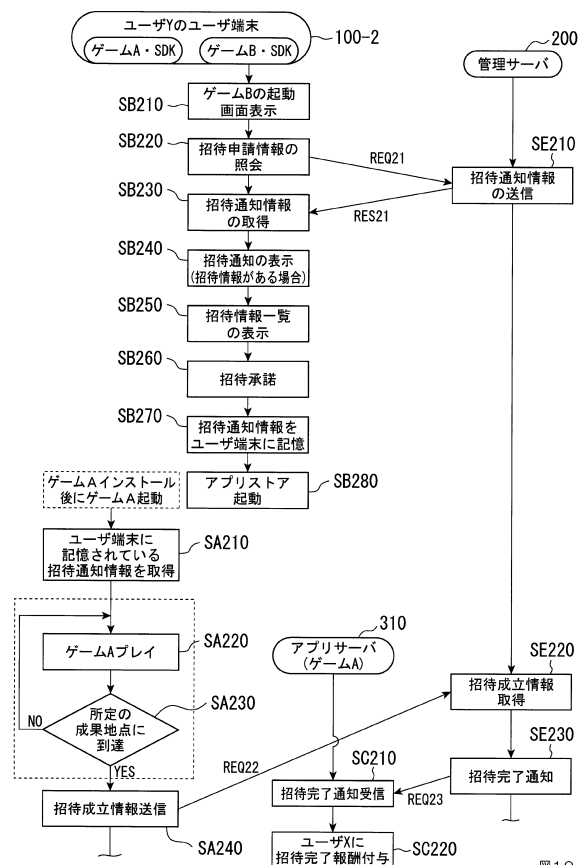 ユーザYのユーザ端末
ゲームA・SDK
ゲームB・SDK
100-2
200
管理サーバ
SB210
ゲームBの起動
画面表示
SB220
招待申請情報の
照会
REQ21
SE210
招待通知情報
の送信
SB230
招待通知情報
の取得
RES21
SB240
招待通知の表示
(招待情報がある場合)
SB250
招待情報一覧
の表示
SB260
招待承諾
SB270
招待通知情報を
ユーザ端末に記憶
アプリストア
起動
SB280
ゲームAインストール
後にゲームA起動
ユーザ端末に
記憶されている
招待通知情報を取得
SA210
ゲームAプレイ
SA220
所定の
成果地点に
到達
SA230
NO
YES
招待成立情報送信
SA240
REQ22
310
アプリサーバ
(ゲームA)
SE220
招待成立情報
取得
SE230
招待完了通知
REQ23
SC210
招待完了通知受信
ユーザXに
招待完了報酬付与
SC220